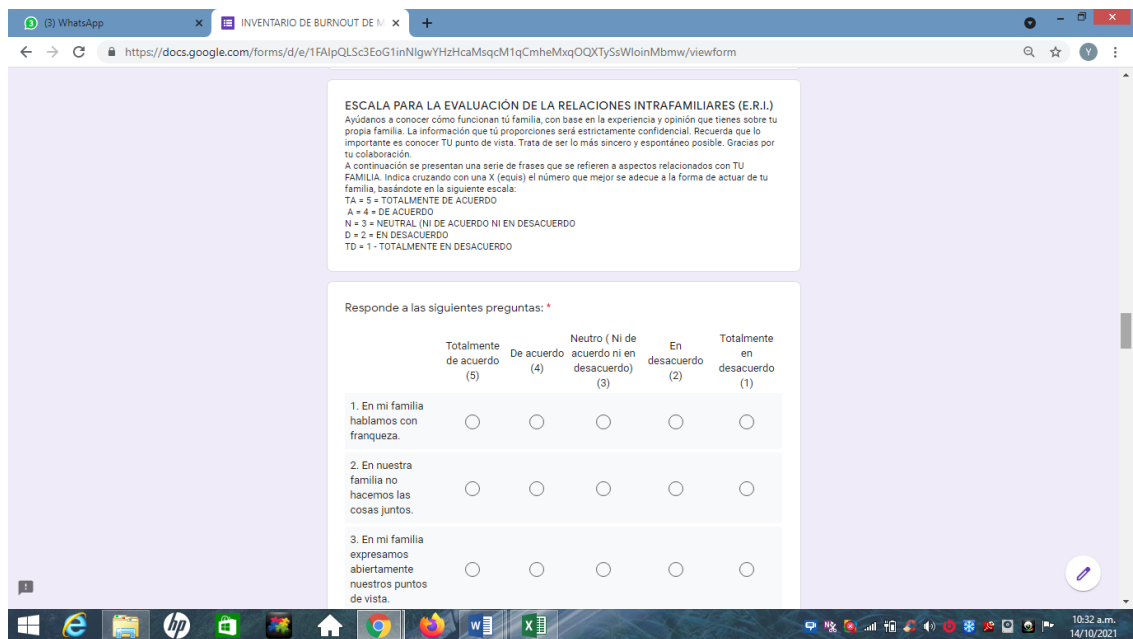 (3) WhatsApp
INVENTARIO DE BURNOUT DE M
https://docs.google.com/forms/d/e/1FAIpQLSc3EoG1inNlgwYHzHcaMsqcM1qCmheMxqOQXTySsWIoinMbmw/viewform
Y
ESCALA PARA LA EVALUACIÓN DE LA RELACIONES INTRAFAMILIARES (E.R.I.)
Ayúdanos a conocer cómo funcionan tú familia, con base en la experiencia y opinión que tienes sobre tu
propia familia. La información que tú proporciones será estrictamente confidencial. Recuerda que lo
importante es conocer TU punto de vista. Trata de ser lo más sincero y espontáneo posible. Gracias por
tu colaboración.
A continuación se presentan una serie de frases que se refieren a aspectos relacionados con TU
FAMILIA. Indica cruzando con una X (equis) el número que mejor se adecue a la forma de actuar de tu
familia, basándote en la siguiente escala:
TA = 5 = TOTALMENTE DE ACUERDO
A = 4 = DE ACUERDO
N = 3 = NEUTRAL (NI DE ACUERDO NI EN DESACUERDO
D = 2 = EN DESACUERDO
TD = 1 - TOTALMENTE EN DESACUERDO
Responde a las siguientes preguntas: *
Totalmente
de acuerdo
(5)
De acuerdo
(4)
Neutro ( Ni de
acuerdo ni en
desacuerdo)
(3)
En
desacuerdo
(2)
Totalmente
en
desacuerdo
(1)
1. En mi familia
hablamos con
franqueza.
2. En nuestra
familia no
hacemos las
cosas juntos.
3. En mi familia
expresamos
abiertamente
nuestros puntos
de vista.
10:32 a.m.
14/10/2021